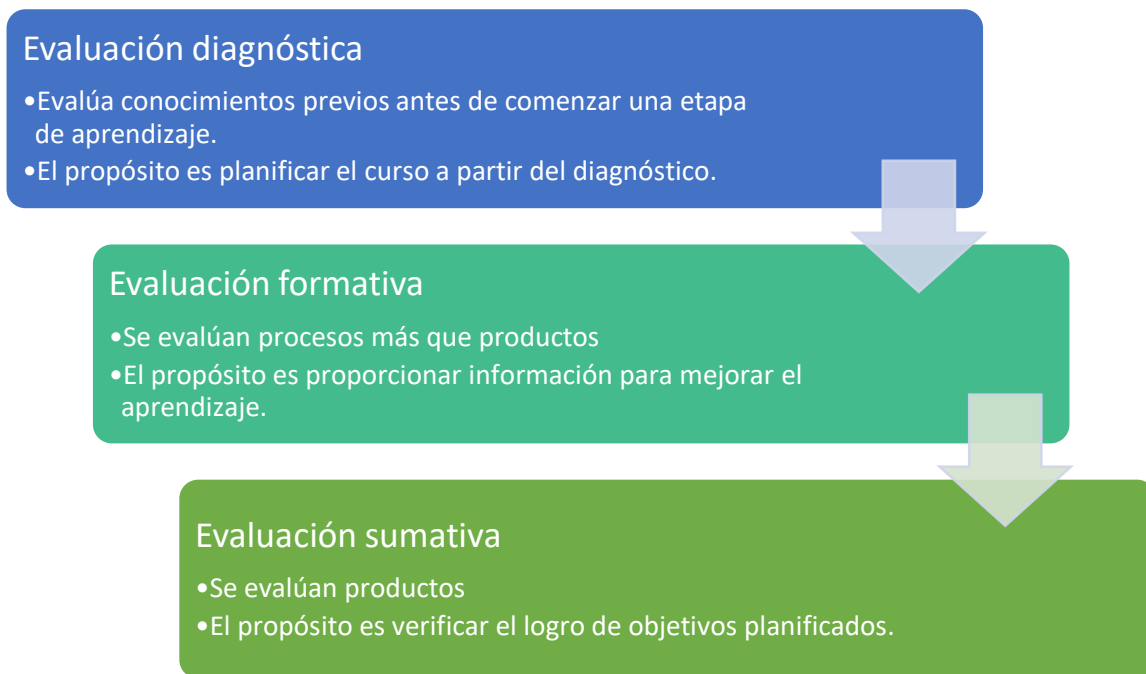 Evaluación diagnóstica
•Evalúa conocimientos previos antes de comenzar una etapa
de aprendizaje.
•El propósito es planificar el curso a partir del diagnóstico.
Evaluación formativa
•Se evalúan procesos más que productos
•El propósito es proporcionar información para mejorar el
aprendizaje.
Evaluación sumativa
•Se evalúan productos
•El propósito es verificar el logro de objetivos planificados.